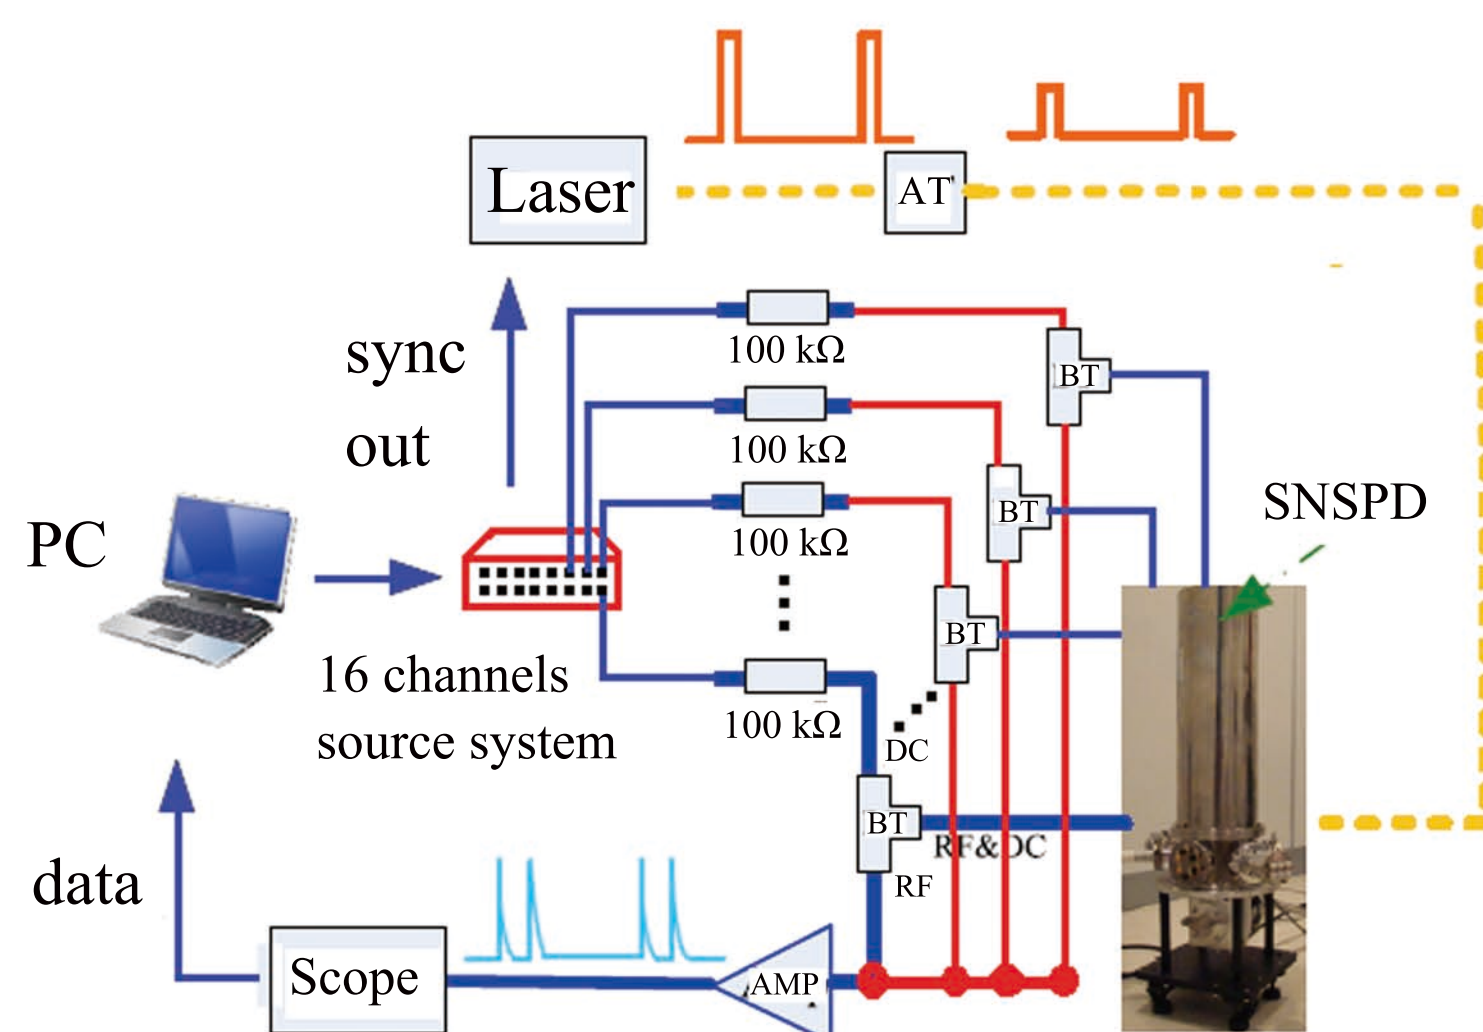 Laser
AT
sync
out
100 kΩ
BT
100 kΩ
BT
SNSPD
100 kΩ
PC
BT
16 channels
source system
100 kΩ
DC
BT
RF&DC
RF
data
Scope
AMP